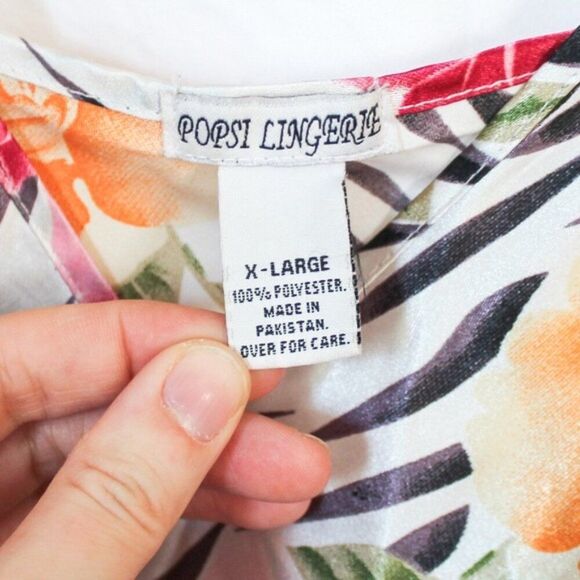 POPSI LINGERIE
X-LARGE
100% POLYESTER.
MADE IN
PAKISTAN.
OVER FOR CARE.